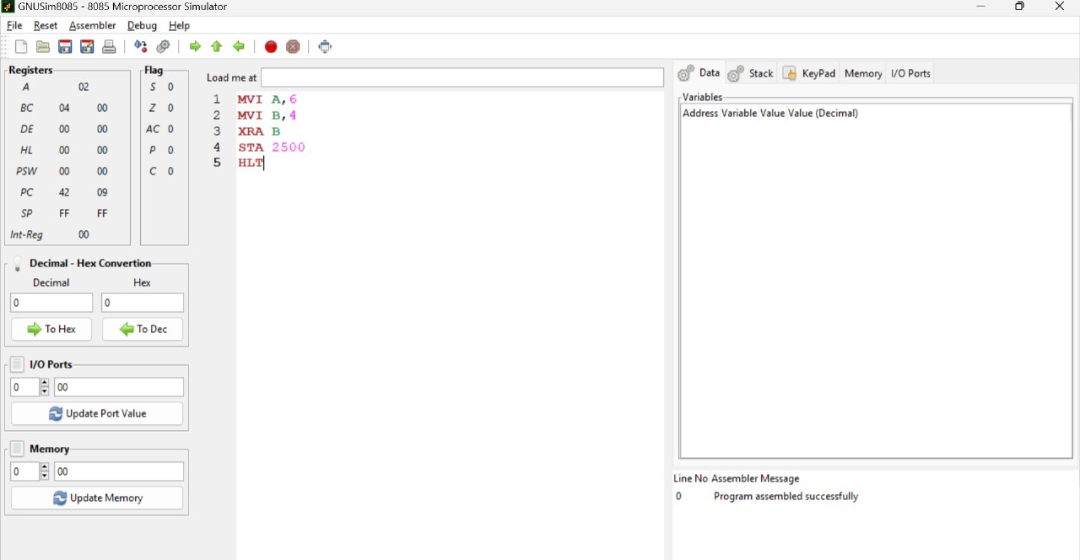 GNUSim8085 - 8085 Microprocessor Simulator
File Reset Assembler Debug Help
Registers
A 02
BC 04 00
DE 00 00
HL 00 00
PSW 00 00
PC 42 09
SP FF FF
Int-Reg 00
Flag
S 0
Z 0
AC 0
P 0
C 0
Decimal - Hex Convertion
Decimal Hex
0 0
To Hex To Dec
I/O Ports
0 00
Update Port Value
Memory
0 00
Update Memory
Load me at
1 MVI A,6
2 MVI B,4
3 XRA B
4 STA 2500
5 HLT
Data Stack KeyPad Memory I/O Ports
Variables
Address Variable Value Value (Decimal)
Line No Assembler Message
0 Program assembled successfully